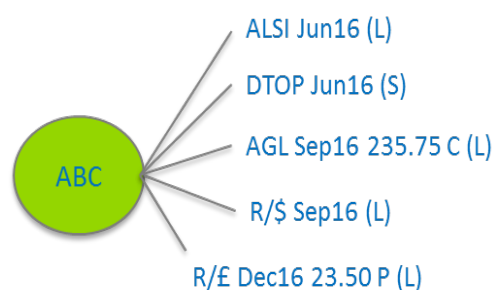 ALSI Jun16 (L)
DTOP Jun16 (S)
ABC
AGL Sep16 235.75 C (L)
R/$ Sep16 (L)
R/£ Dec16 23.50 P (L)